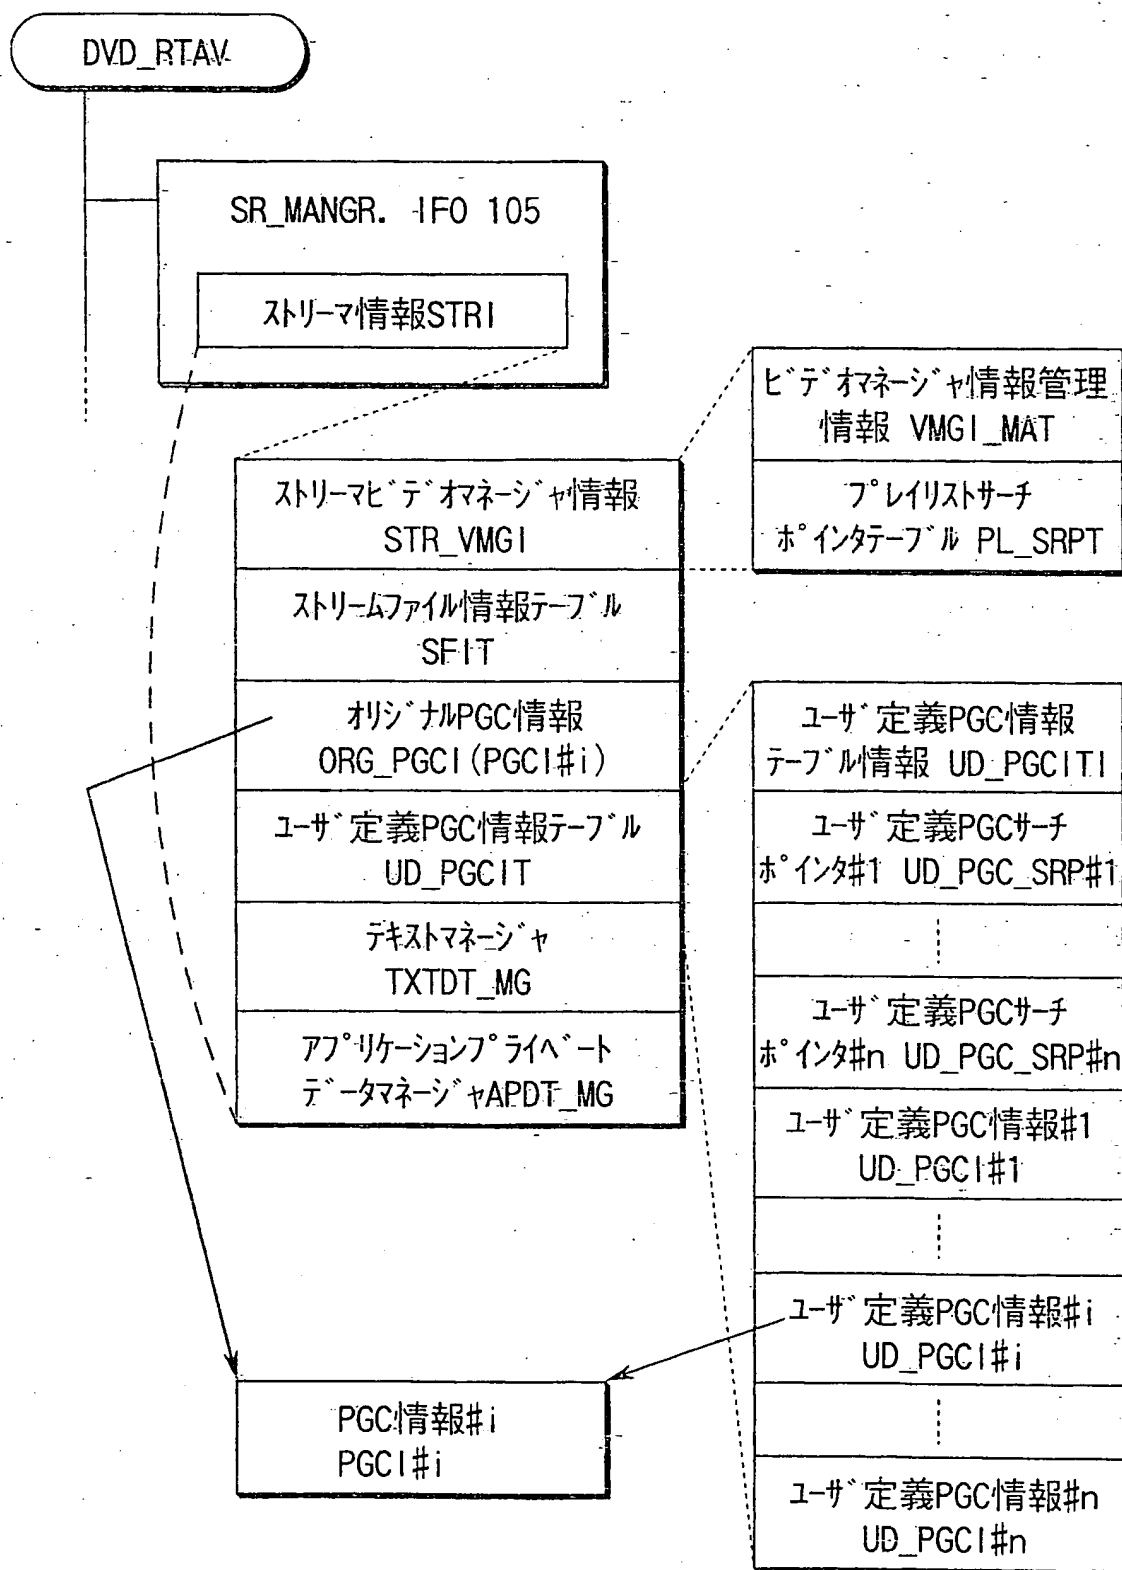 DVD_RTAV
SR_MANGR. IFO 105
ストリーマ情報STRI
ビデオマネージャ情報管理
情報 VMGI_MAT
プレイリストサーチ
ポインタテーブル PL_SRPT
ストリーマビデオマネージャ情報
STR_VMGI
ストリームファイル情報テーブル
SFIT
オリジナルPGC情報
ORG_PGCI(PGCI#i)
ユーザ定義PGC情報テーブル
UD_PGCIT
テキストマネージャ
TXTDT_MG
アプリケーションプライベート
データマネージャAPDT_MG
ユーザ定義PGC情報
テーブル情報 UD_PGCITI
ユーザ定義PGCサーチ
ポインタ#1 UD_PGC_SRP#1
ユーザ定義PGCサーチ
ポインタ#n UD_PGC_SRP#n
ユーザ定義PGC情報#1
UD_PGCI#1
ユーザ定義PGC情報#i
UD_PGCI#i
ユーザ定義PGC情報#n
UD_PGCI#n
PGC情報#i
PGCI#i